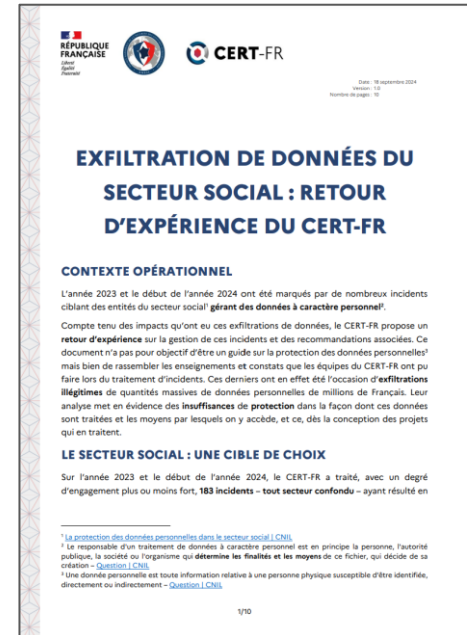 RÉPUBLIQUE
FRANÇAISE
Liberté
Égalité
Fraternité
CERT-FR
Date : 18 septembre 2024
Version : 1.0
Nombre de pages : 10
EXFILTRATION DE DONNÉES DU
SECTEUR SOCIAL : RETOUR
D'EXPÉRIENCE DU CERT-FR
CONTEXTE OPÉRATIONNEL
L'année 2023 et le début de l'année 2024 ont été marqués par de nombreux incidents
ciblant des entités du secteur social¹ gérant des données à caractère personnel².
Compte tenu des impacts qu'ont eu ces exfiltrations de données, le CERT-FR propose un
retour d'expérience sur la gestion de ces incidents et des recommandations associées. Ce
document n'a pas pour objectif d'être un guide sur la protection des données personnelles³
mais bien de rassembler les enseignements et constats que les équipes du CERT-FR ont pu
faire lors du traitement d'incidents. Ces derniers ont en effet été l'occasion d'exfiltrations
illégitimes de quantités massives de données personnelles de millions de Français. Leur
analyse met en évidence des insuffisances de protection dans la façon dont ces données
sont traitées et les moyens par lesquels on y accède, et ce, dès la conception des projets
qui en traitent.
LE SECTEUR SOCIAL : UNE CIBLE DE CHOIX
Sur l'année 2023 et le début de l'année 2024, le CERT-FR a traité, avec un degré
d'engagement plus ou moins fort, 183 incidents – tout secteur confondu – ayant résulté en
¹ La protection des données personnelles dans le secteur social | CNIL
² Le responsable d'un traitement de données à caractère personnel est en principe la personne, l'autorité
publique, la société ou l'organisme qui détermine les finalités et les moyens de ce fichier, qui décide de sa
création – Question | CNIL
³ Une donnée personnelle est toute information relative à une personne physique susceptible d'être identifiée,
directement ou indirectement – Question | CNIL
1/10